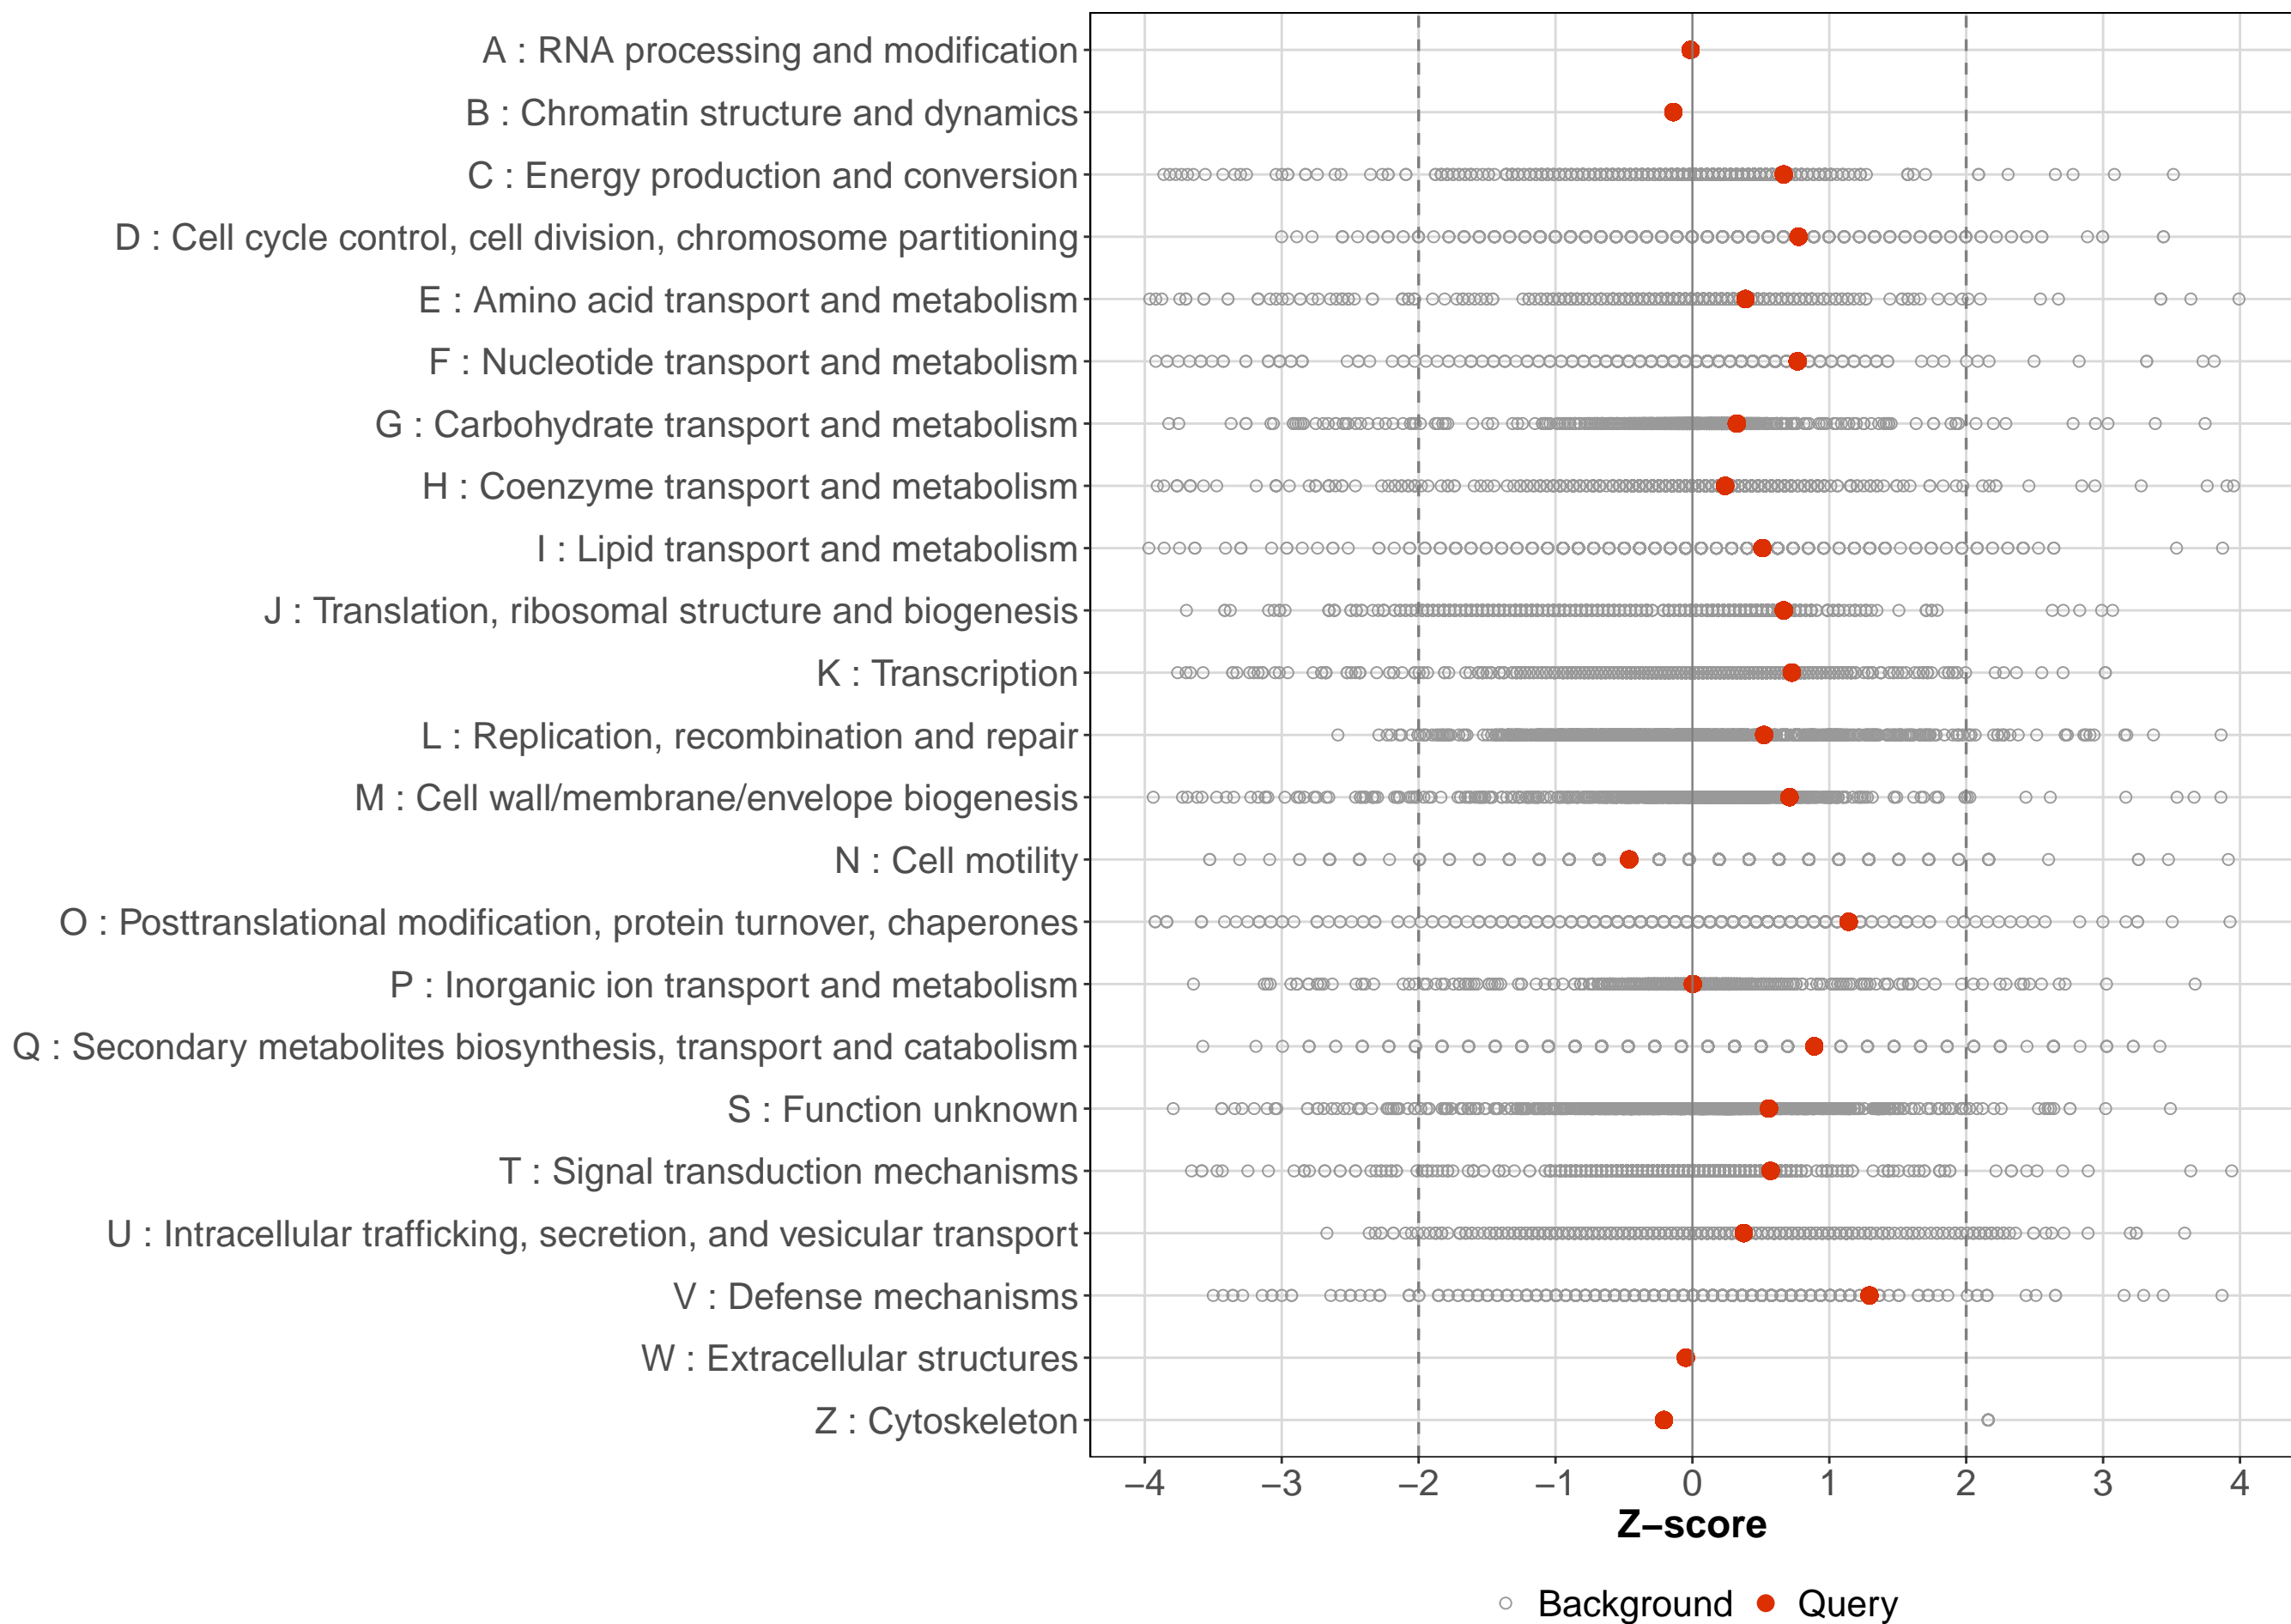 A : RNA processing and modification
B : Chromatin structure and dynamics
C : Energy production and conversion
D : Cell cycle control, cell division, chromosome partitioning
E : Amino acid transport and metabolism
F : Nucleotide transport and metabolism
G : Carbohydrate transport and metabolism
H : Coenzyme transport and metabolism
I : Lipid transport and metabolism
J : Translation, ribosomal structure and biogenesis
K : Transcription
L : Replication, recombination and repair
M : Cell wall/membrane/envelope biogenesis
N : Cell motility
O : Posttranslational modification, protein turnover, chaperones
P : Inorganic ion transport and metabolism
Q : Secondary metabolites biosynthesis, transport and catabolism
S : Function unknown
T : Signal transduction mechanisms
U : Intracellular trafficking, secretion, and vesicular transport
V : Defense mechanisms
W : Extracellular structures
Z : Cytoskeleton
−4 −3 −2 −1 0 1 2 3 4
Z−score
Background Query